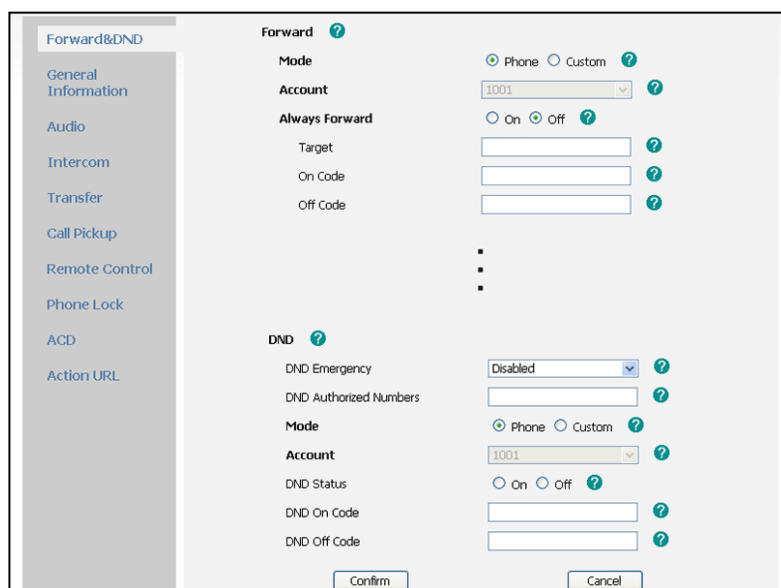 Forward&DND
General
Information
Audio
Intercom
Transfer
Call Pickup
Remote Control
Phone Lock
ACD
Action URL
Forward ?
Mode Phone Custom ?
Account 1001 ?
Always Forward On Off ?
Target ?
On Code ?
Off Code ?
DND ?
DND Emergency Disabled ?
DND Authorized Numbers ?
Mode Phone Custom ?
Account 1001 ?
DND Status On Off ?
DND On Code ?
DND Off Code ?
Confirm Cancel